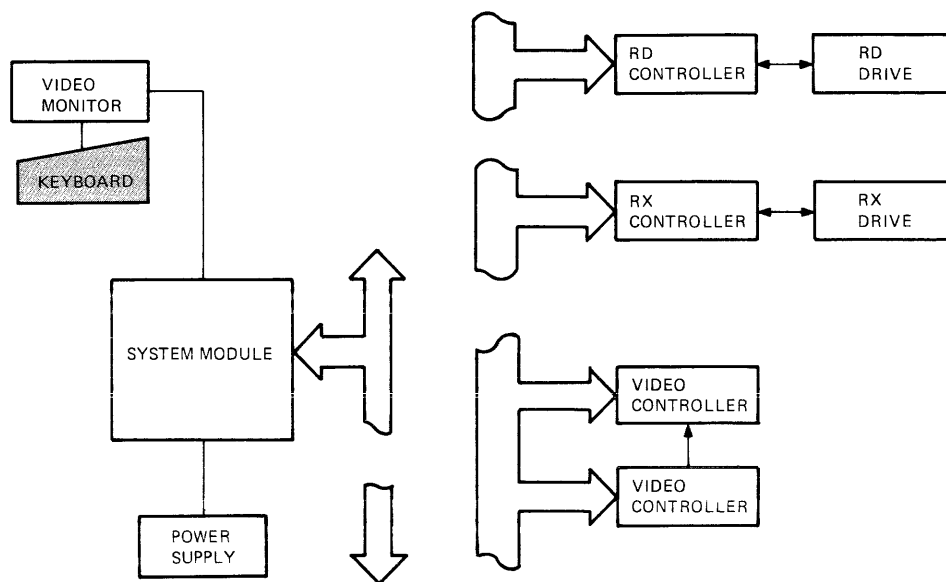 VIDEO
MONITOR
KEYBOARD
SYSTEM MODULE
POWER
SUPPLY
RD
CONTROLLER
RD
DRIVE
RX
CONTROLLER
RX
DRIVE
VIDEO
CONTROLLER
VIDEO
CONTROLLER